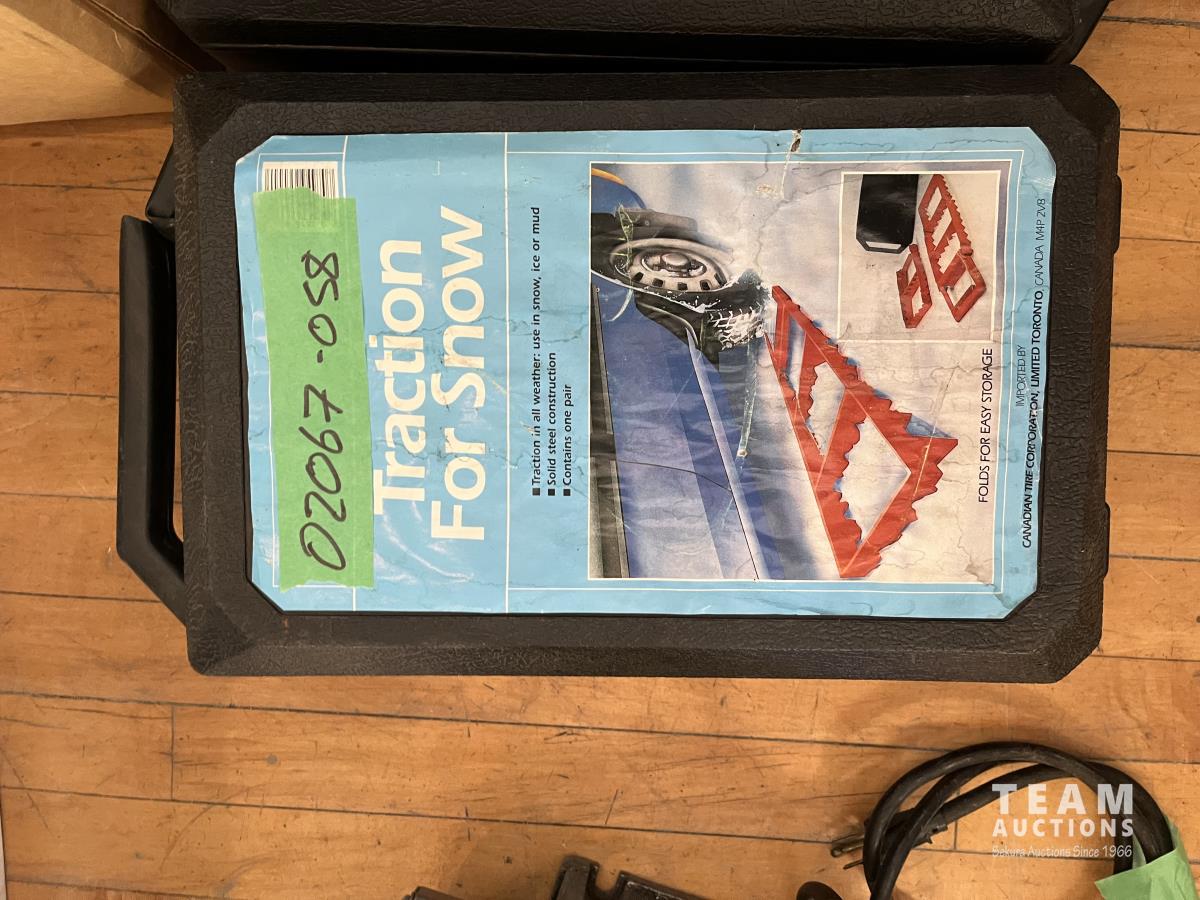 02067-058
Traction
For Snow
■ Traction in all weather: use in snow, ice or mud
■ Solid steel construction
■ Contains one pair
FOLDS FOR EASY STORAGE
IMPORTED BY
CANADIAN TIRE CORPORATION, LIMITED TORONTO, CANADA M4P 2V8
TEAM
AUCTIONS
Bakura Auctions Since 1966